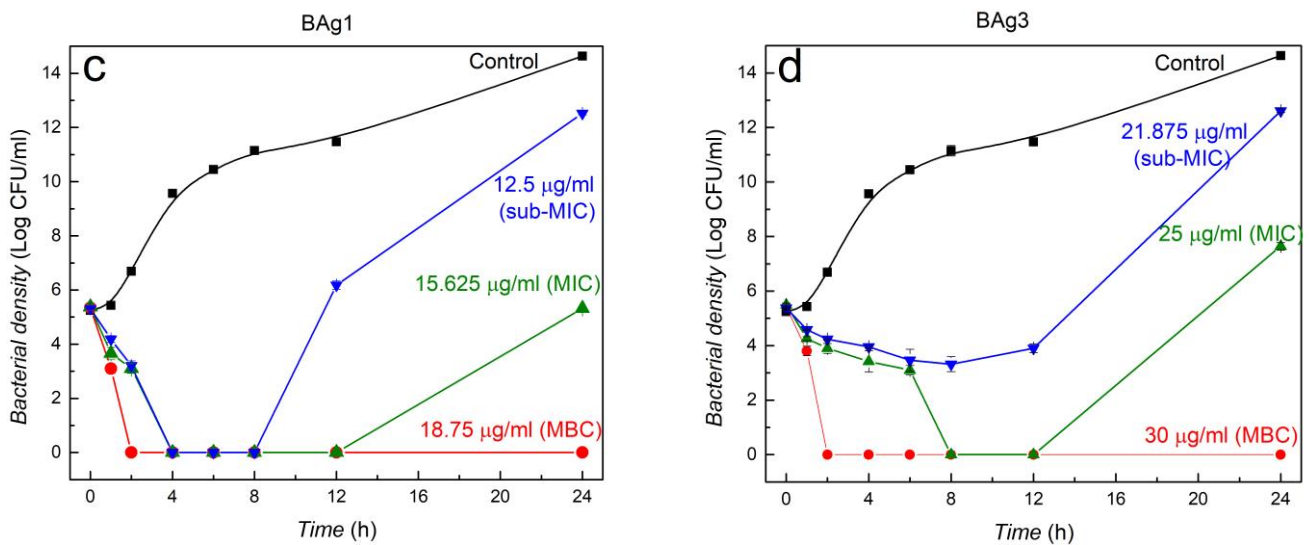 BAg1
c
Control
12.5 μg/ml
(sub-MIC)
15.625 μg/ml (MIC)
18.75 μg/ml (MBC)
Bacterial density (Log CFU/ml)
14
12
10
8
6
4
2
0
0 4 8 12 16 20 24
Time (h)
BAg3
d
Control
21.875 μg/ml
(sub-MIC)
25 μg/ml (MIC)
30 μg/ml (MBC)
Bacterial density (Log CFU/ml)
14
12
10
8
6
4
2
0
0 4 8 12 16 20 24
Time (h)